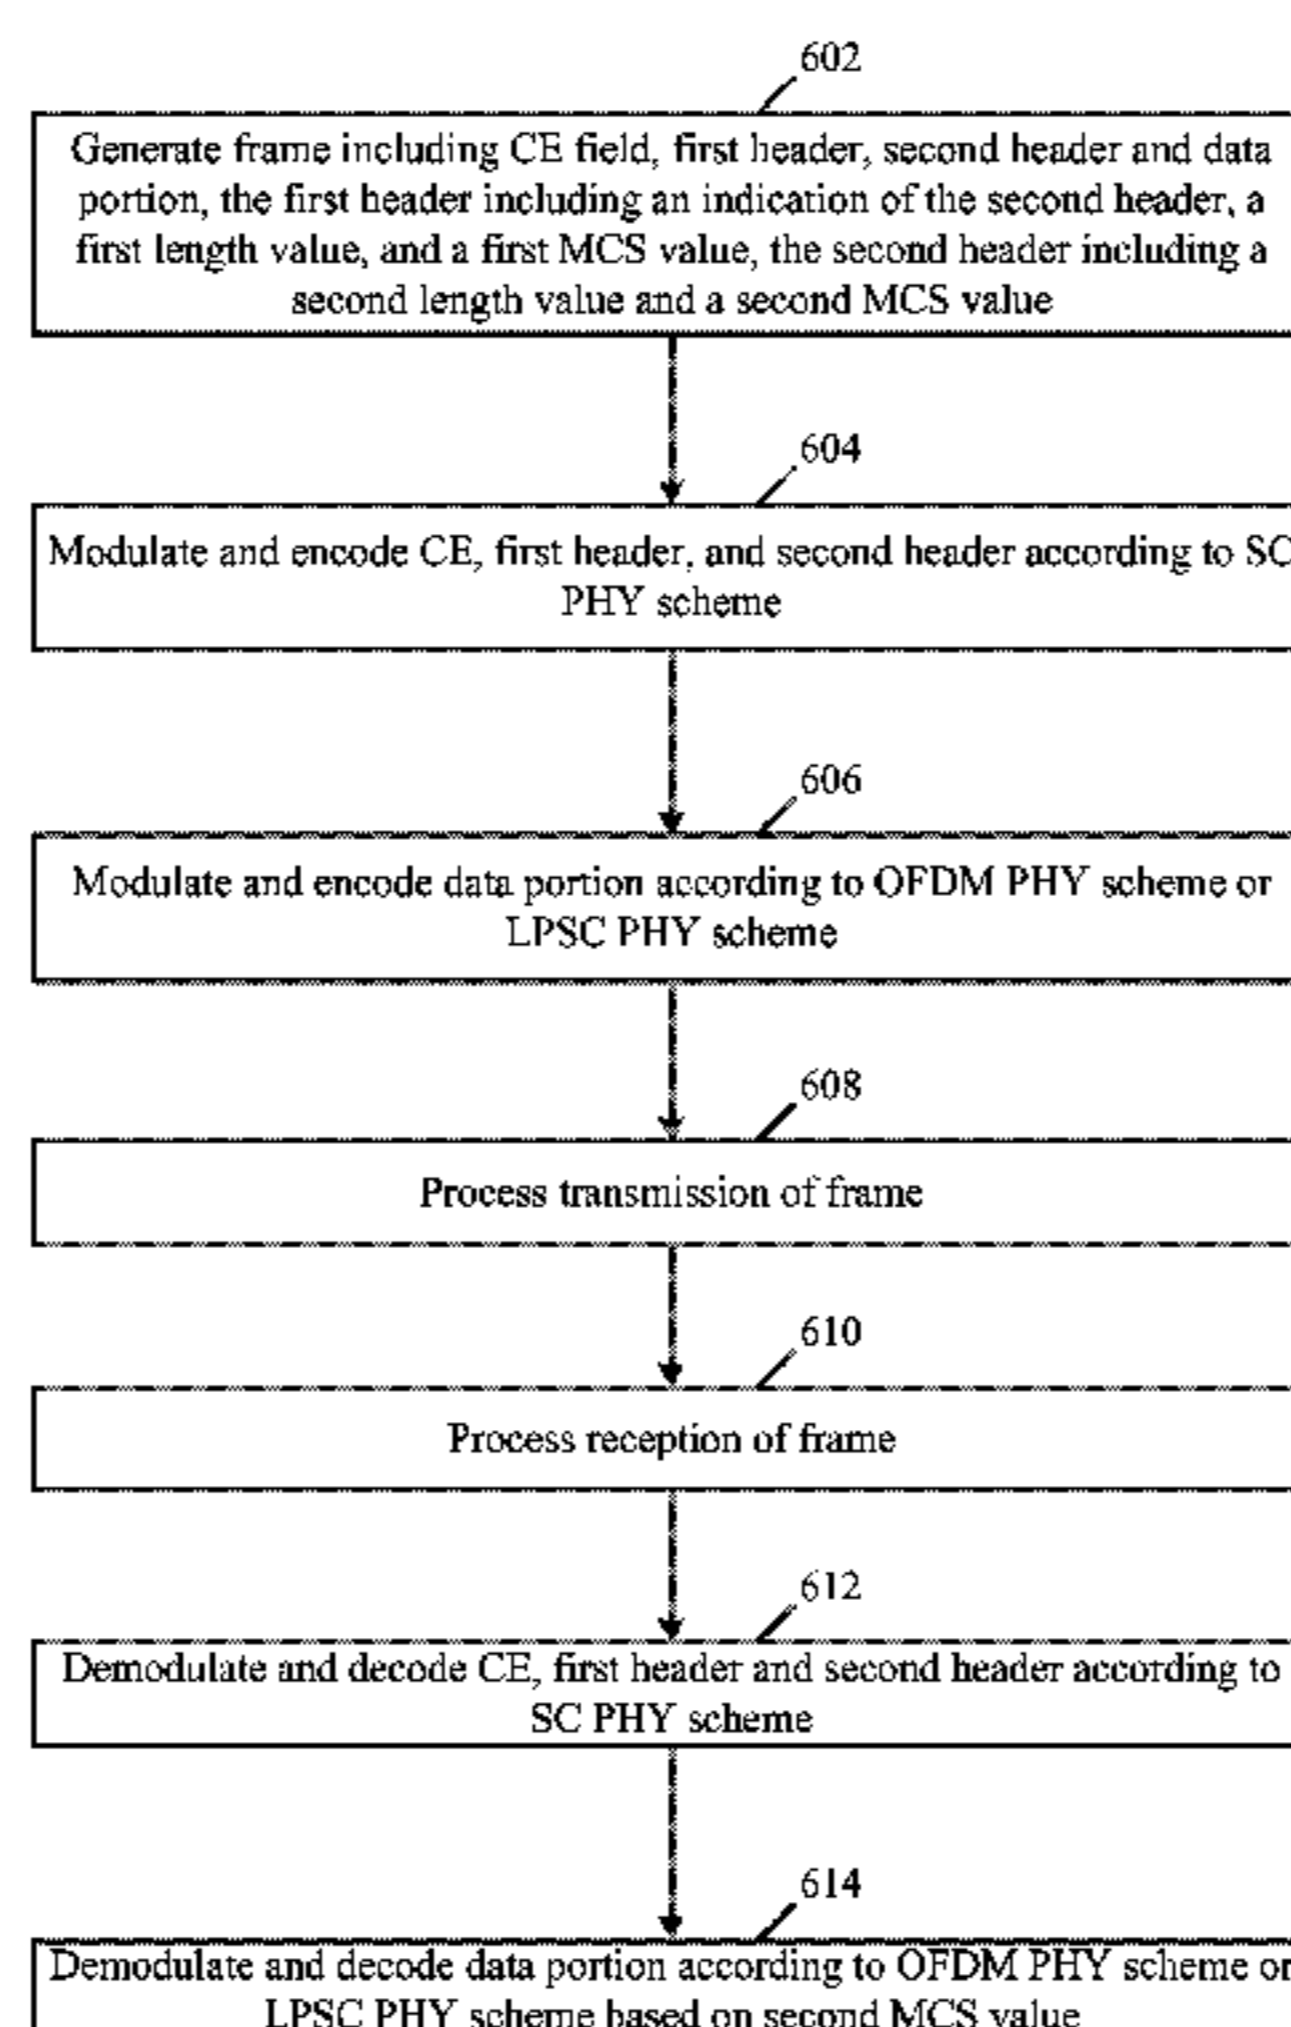 602
Generate frame including CE field, first header, second header and data
portion, the first header including an indication of the second header, a
first length value, and a first MCS value, the second header including a
second length value and a second MCS value
604
Modulate and encode CE, first header, and second header according to SC
PHY scheme
606
Modulate and encode data portion according to OFDM PHY scheme or
LPSC PHY scheme
608
Process transmission of frame
610
Process reception of frame
612
Demodulate and decode CE, first header and second header according to
SC PHY scheme
614
Demodulate and decode data portion according to OFDM PHY scheme or
LPSC PHY scheme based on second MCS value